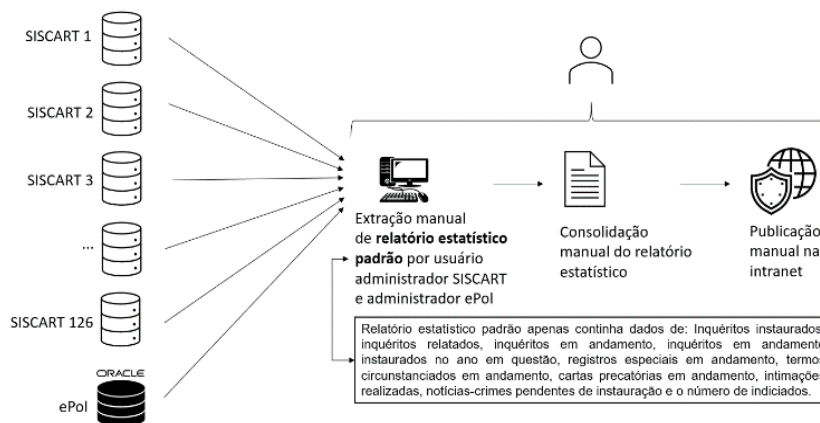 SISCART 1
SISCART 2
SISCART 3
...
SISCART 126
ORACLE
ePol
Extração manual
de relatório estatístico
padrão por usuário
administrador SISCART
e administrador ePol
Consolidação
manual do relatório
estatístico
Publicação
manual na
intranet
Relatório estatístico padrão apenas continha dados de: Inquéritos instaurados
inquéritos relatados, inquéritos em andamento, inquéritos em andamento
instaurados no ano em questão, registros especiais em andamento, termos
circunstanciados em andamento, cartas precatórias em andamento, intimações
realizadas, notícias-crimes pendentes de instauração e o número de indiciados.